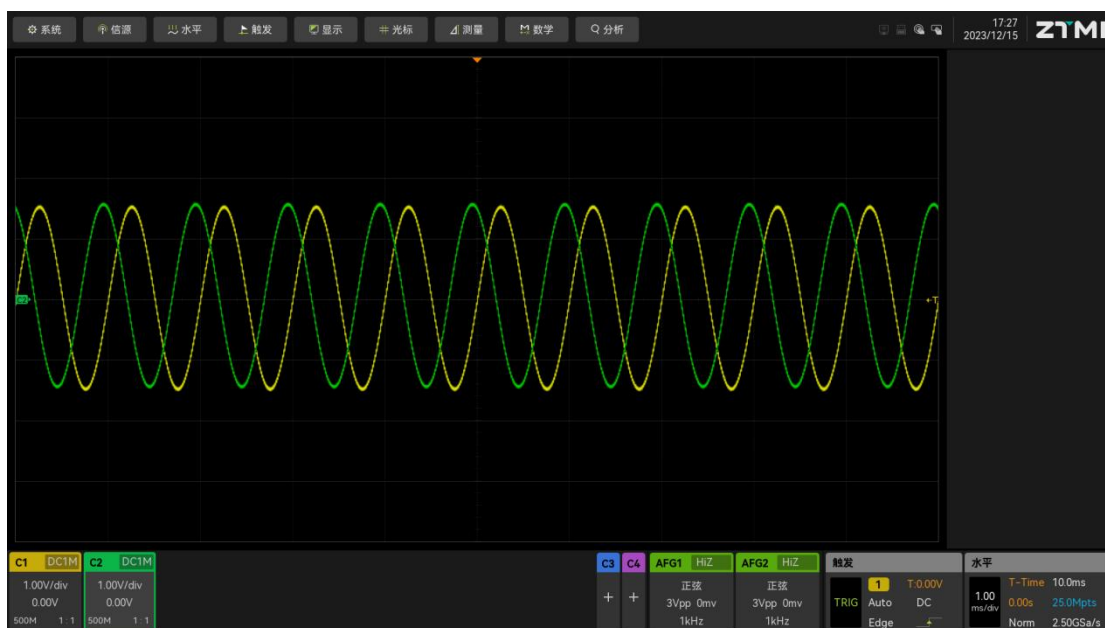 系统 信源 水平 触发 显示 光标 测量 数学 分析
17:27
2023/12/15
ZTMI
C2
T
C1 DC1M
1.00V/div
0.00V
500M 1:1
C2 DC1M
1.00V/div
0.00V
500M 1:1
C3 C4
+ +
AFG1 HiZ
正弦
3Vpp 0mv
1kHz
AFG2 HiZ
正弦
3Vpp 0mv
1kHz
触发
TRIG
1 T:0.00V
Auto DC
Edge
水平
1.00
ms/div
T-Time 10.0ms
0.00s 25.0Mpts
Norm 2.50GSa/s